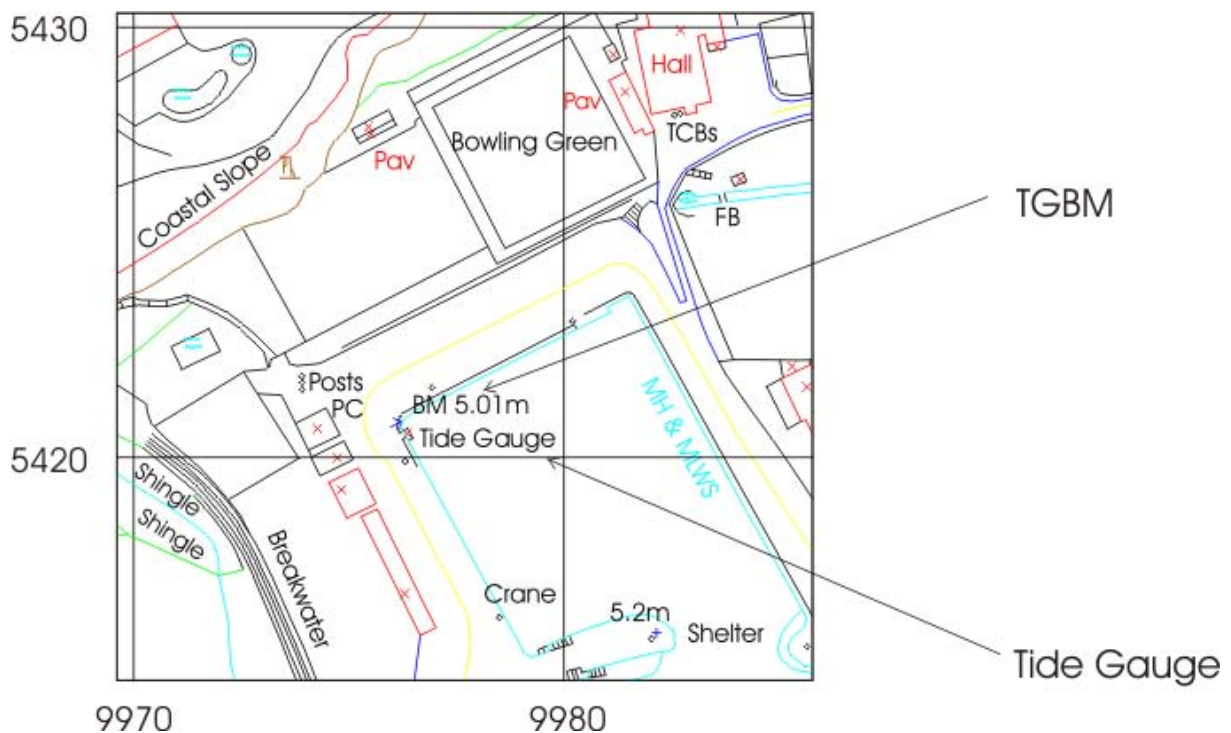 5430
Hall
Pav
TCBs
Bowling Green
Pav
Coastal Slope
FB
TGBM
Posts
PC
BM 5.01m
Tide Gauge
MH & MLWS
5420
Shingle
Shingle
Breakwater
Crane
5.2m
Shelter
Tide Gauge
9970
9980